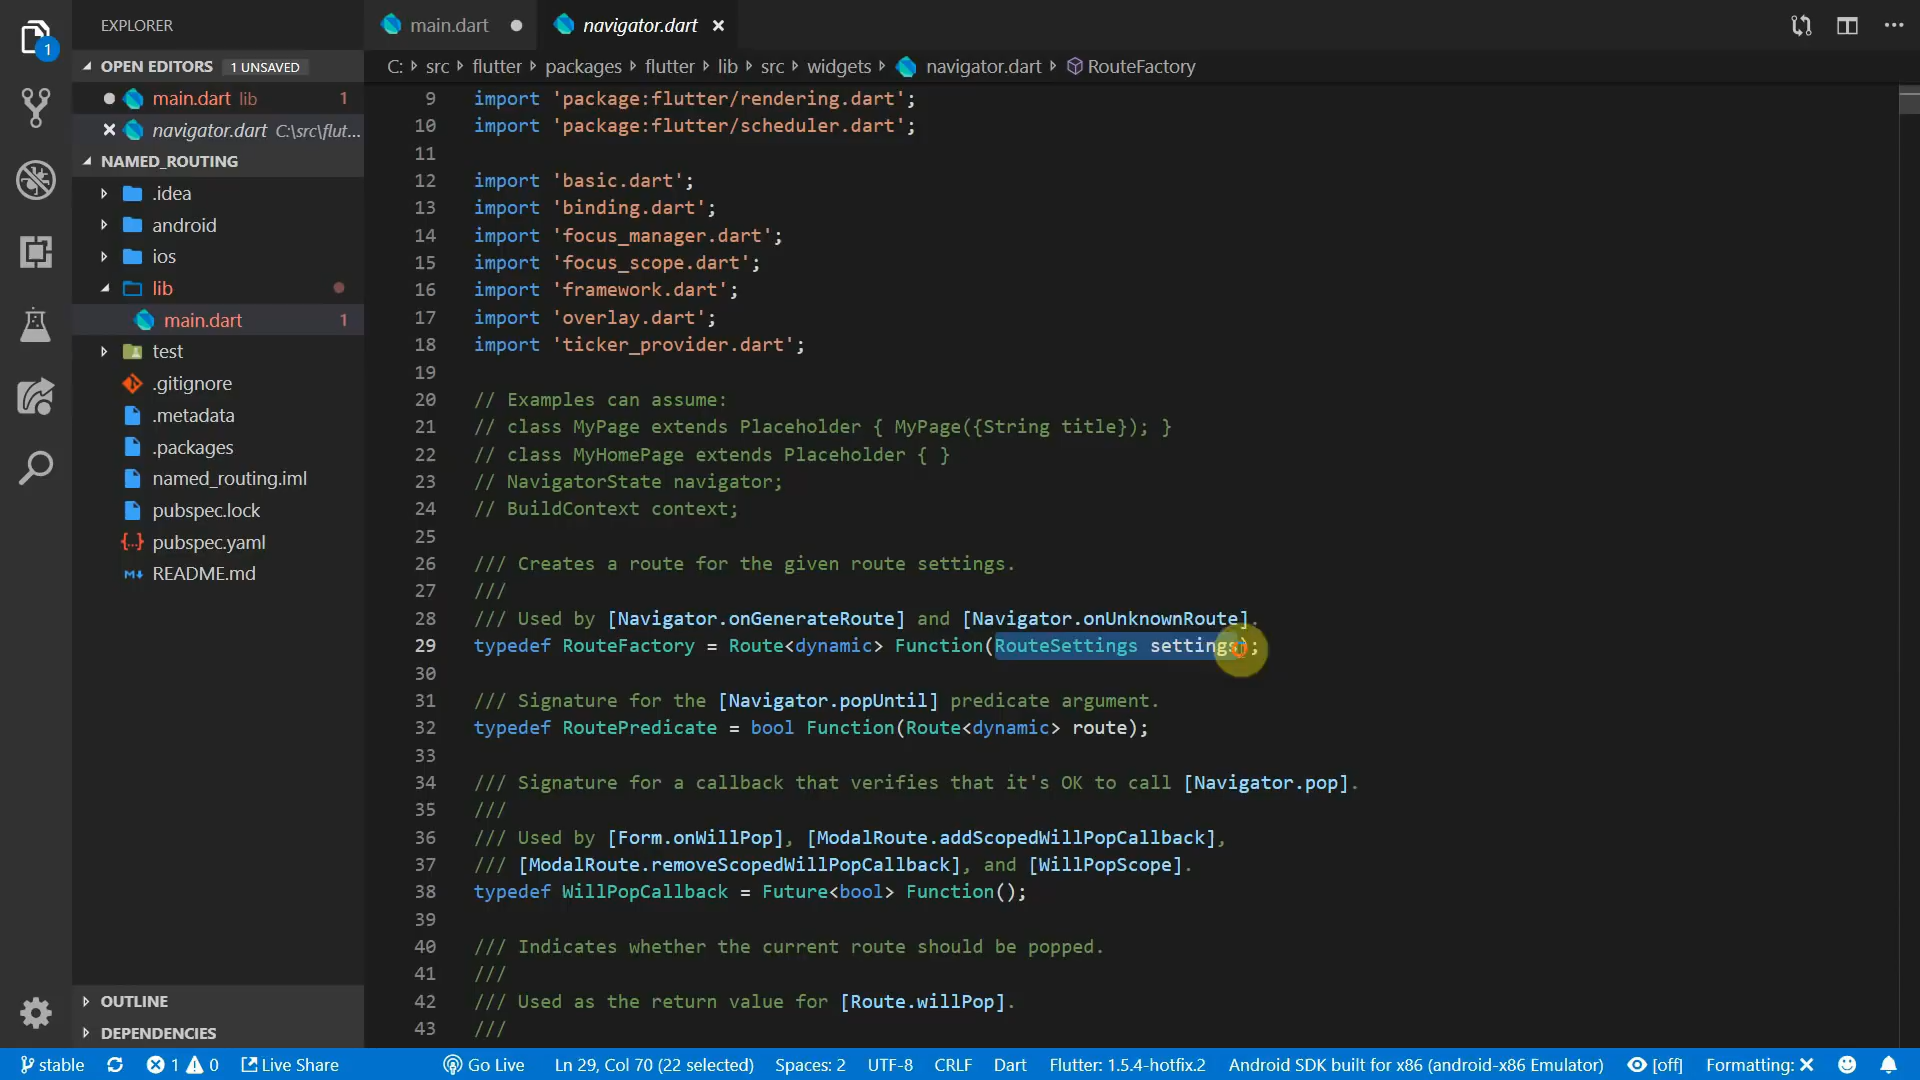 EXPLORER
OPEN EDITORS 1 UNSAVED
main.dart lib 1
navigator.dart C:\src\flut...
NAMED_ROUTING
.idea
android
ios
lib
main.dart 1
test
.gitignore
.metadata
.packages
named_routing.iml
pubspec.lock
pubspec.yaml
README.md
OUTLINE
DEPENDENCIES
1
main.dart
navigator.dart
C: src flutter packages flutter lib src widgets navigator.dart RouteFactory
9 import 'package:flutter/rendering.dart';
10 import 'package:flutter/scheduler.dart';
11
12 import 'basic.dart';
13 import 'binding.dart';
14 import 'focus_manager.dart';
15 import 'focus_scope.dart';
16 import 'framework.dart';
17 import 'overlay.dart';
18 import 'ticker_provider.dart';
19
20 // Examples can assume:
21 // class MyPage extends Placeholder { MyPage({String title}); }
22 // class MyHomePage extends Placeholder { }
23 // NavigatorState navigator;
24 // BuildContext context;
25
26 /// Creates a route for the given route settings.
27 ///
28 /// Used by [Navigator.onGenerateRoute] and [Navigator.onUnknownRoute].
29 typedef RouteFactory = Route<dynamic> Function(RouteSettings settings);
30
31 /// Signature for the [Navigator.popUntil] predicate argument.
32 typedef RoutePredicate = bool Function(Route<dynamic> route);
33
34 /// Signature for a callback that verifies that it's OK to call [Navigator.pop].
35 ///
36 /// Used by [Form.onWillPop], [ModalRoute.addScopedWillPopCallback],
37 /// [ModalRoute.removeScopedWillPopCallback], and [WillPopScope].
38 typedef WillPopCallback = Future<bool> Function();
39
40 /// Indicates whether the current route should be popped.
41 ///
42 /// Used as the return value for [Route.willPop].
43 ///
stable 1 0 Live Share Go Live Ln 29, Col 70 (22 selected) Spaces: 2 UTF-8 CRLF Dart Flutter: 1.5.4-hotfix.2 Android SDK built for x86 (android-x86 Emulator) [off] Formatting: ✕